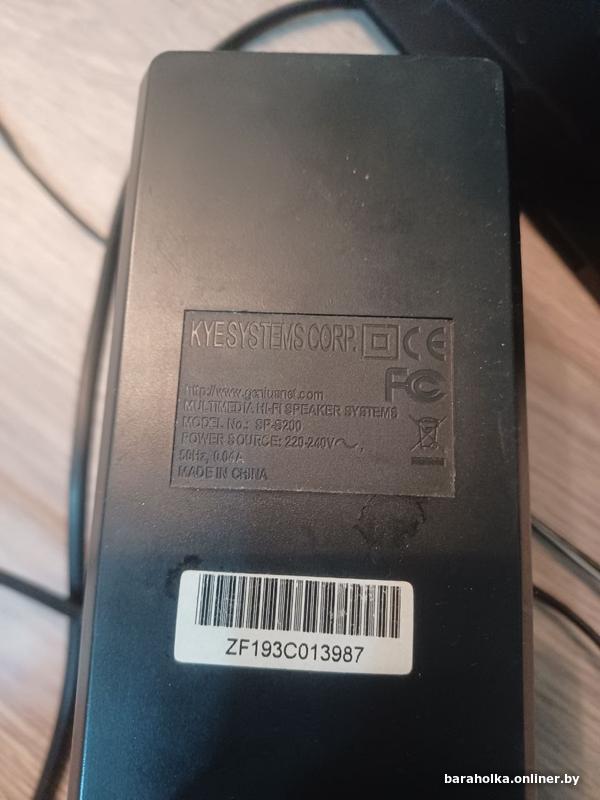 KYE SYSTEMS CORP.
CE
FC
http://www.geniusnet.com
MULTIMEDIA HI-FI SPEAKER SYSTEMS
MODEL No.: SP-S200
POWER SOURCE: 220-240V~,
50Hz, 0.04A
MADE IN CHINA
ZF193C013987
baraholka.onliner.by